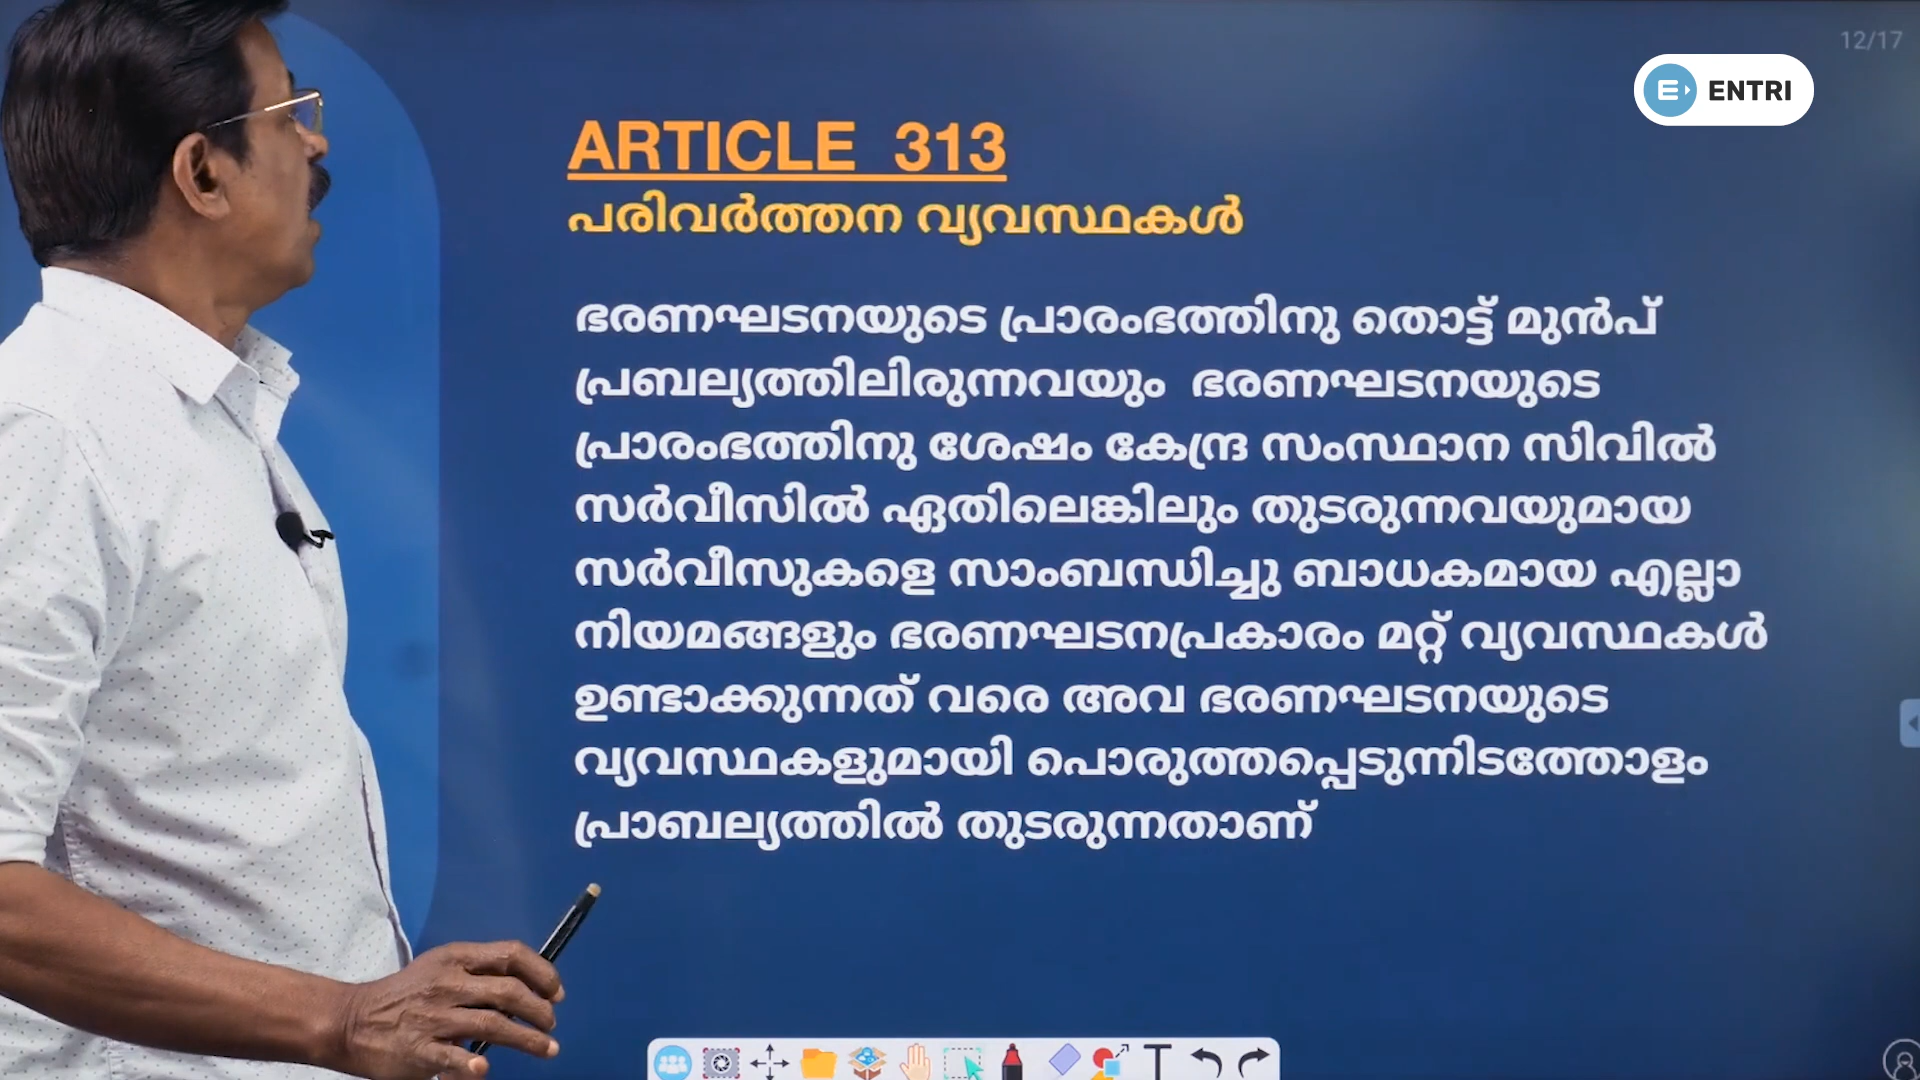 12/17
ENTRI
ARTICLE 313
പരിവർത്തന വ്യവസ്ഥകൾ
ഭരണഘടനയുടെ പ്രാരംഭത്തിനു തൊട്ട് മുൻപ്
പ്രബല്യത്തിലിരുന്നവയും ഭരണഘടനയുടെ
പ്രാരംഭത്തിനു ശേഷം കേന്ദ്ര സംസ്ഥാന സിവിൽ
സർവീസിൽ ഏതിലെങ്കിലും തുടരുന്നവയുമായ
സർവീസുകളെ സാംബന്ധിച്ചു ബാധകമായ എല്ലാ
നിയമങ്ങളും ഭരണഘടനപ്രകാരം മറ്റ് വ്യവസ്ഥകൾ
ഉണ്ടാക്കുന്നത് വരെ അവ ഭരണഘടനയുടെ
വ്യവസ്ഥകളുമായി പൊരുത്തപ്പെടുന്നിടത്തോളം
പ്രാബല്യത്തിൽ തുടരുന്നതാണ്